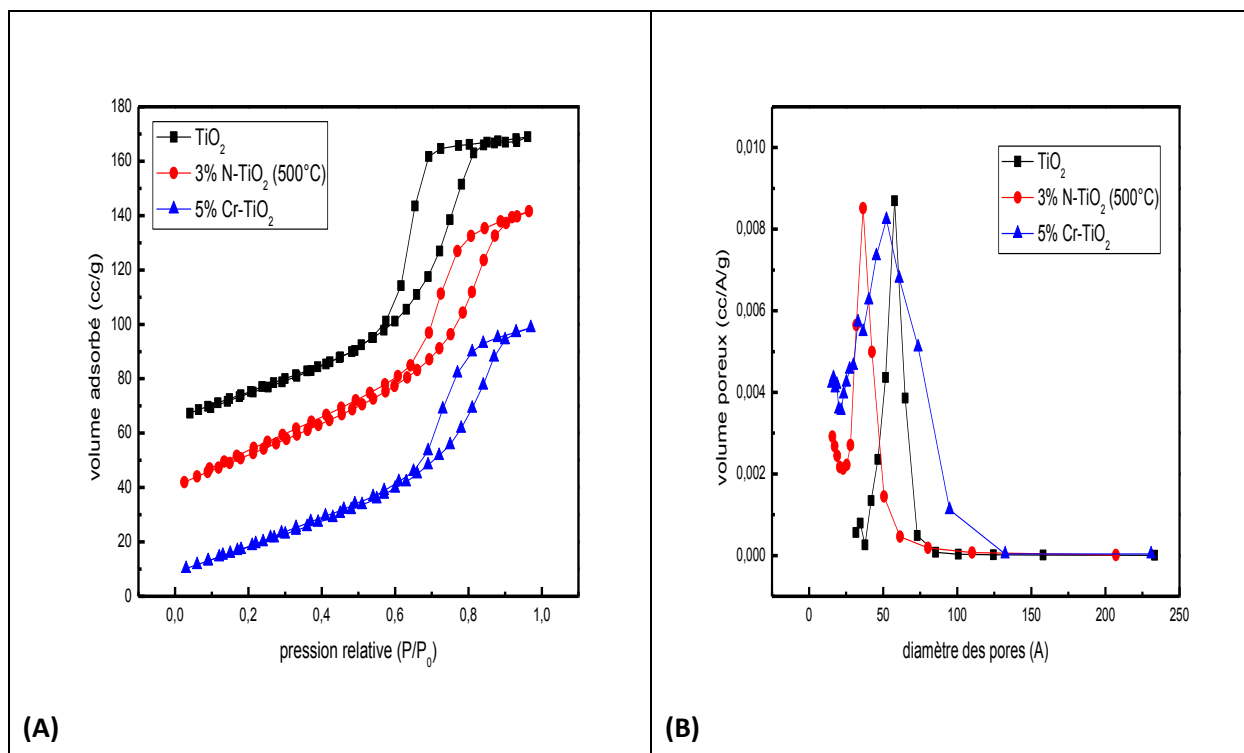 180
160
140
120
100
80
60
40
20
0
volume adsorbé (cc/g)
TiO₂
3% N-TiO₂ (500°C)
5% Cr-TiO₂
0,0 0,2 0,4 0,6 0,8 1,0
pression relative (P/P₀)
(A)
0,010
0,008
0,006
0,004
0,002
0,000
volume poreux (cc/A/g)
TiO₂
3% N-TiO₂ (500°C)
5% Cr-TiO₂
0 50 100 150 200 250
diamètre des pores (A)
(B)